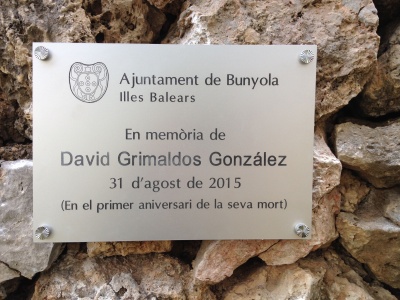 Ajuntament de Bunyola
Illes Balears
En memòria de
David Grimaldos González
31 d'agost de 2015
(En el primer aniversari de la seva mort)